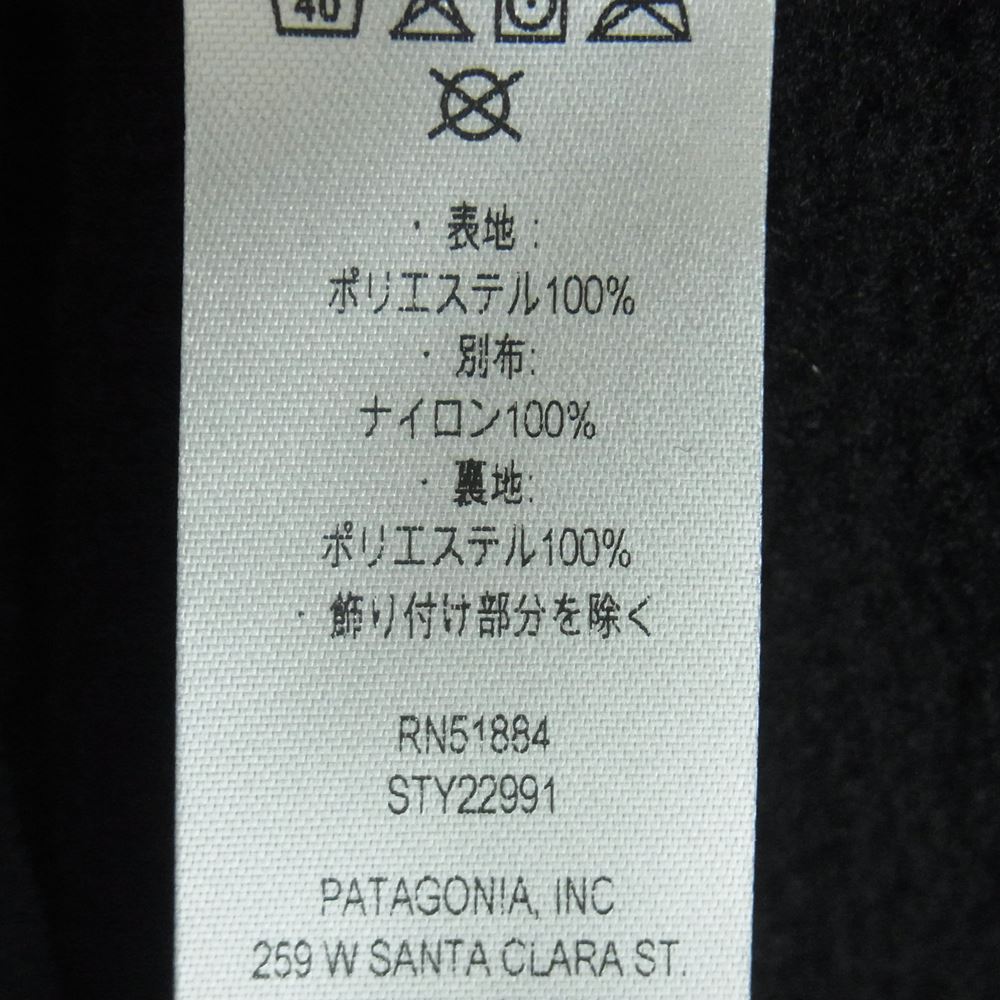 40
・表地:
ポリエステル100%
・別布:
ナイロン100%
・裏地:
ポリエステル100%
・飾り付け部分を除く
RN51884
STY22991
PATAGONIA, INC
259 W SANTA CLARA ST.